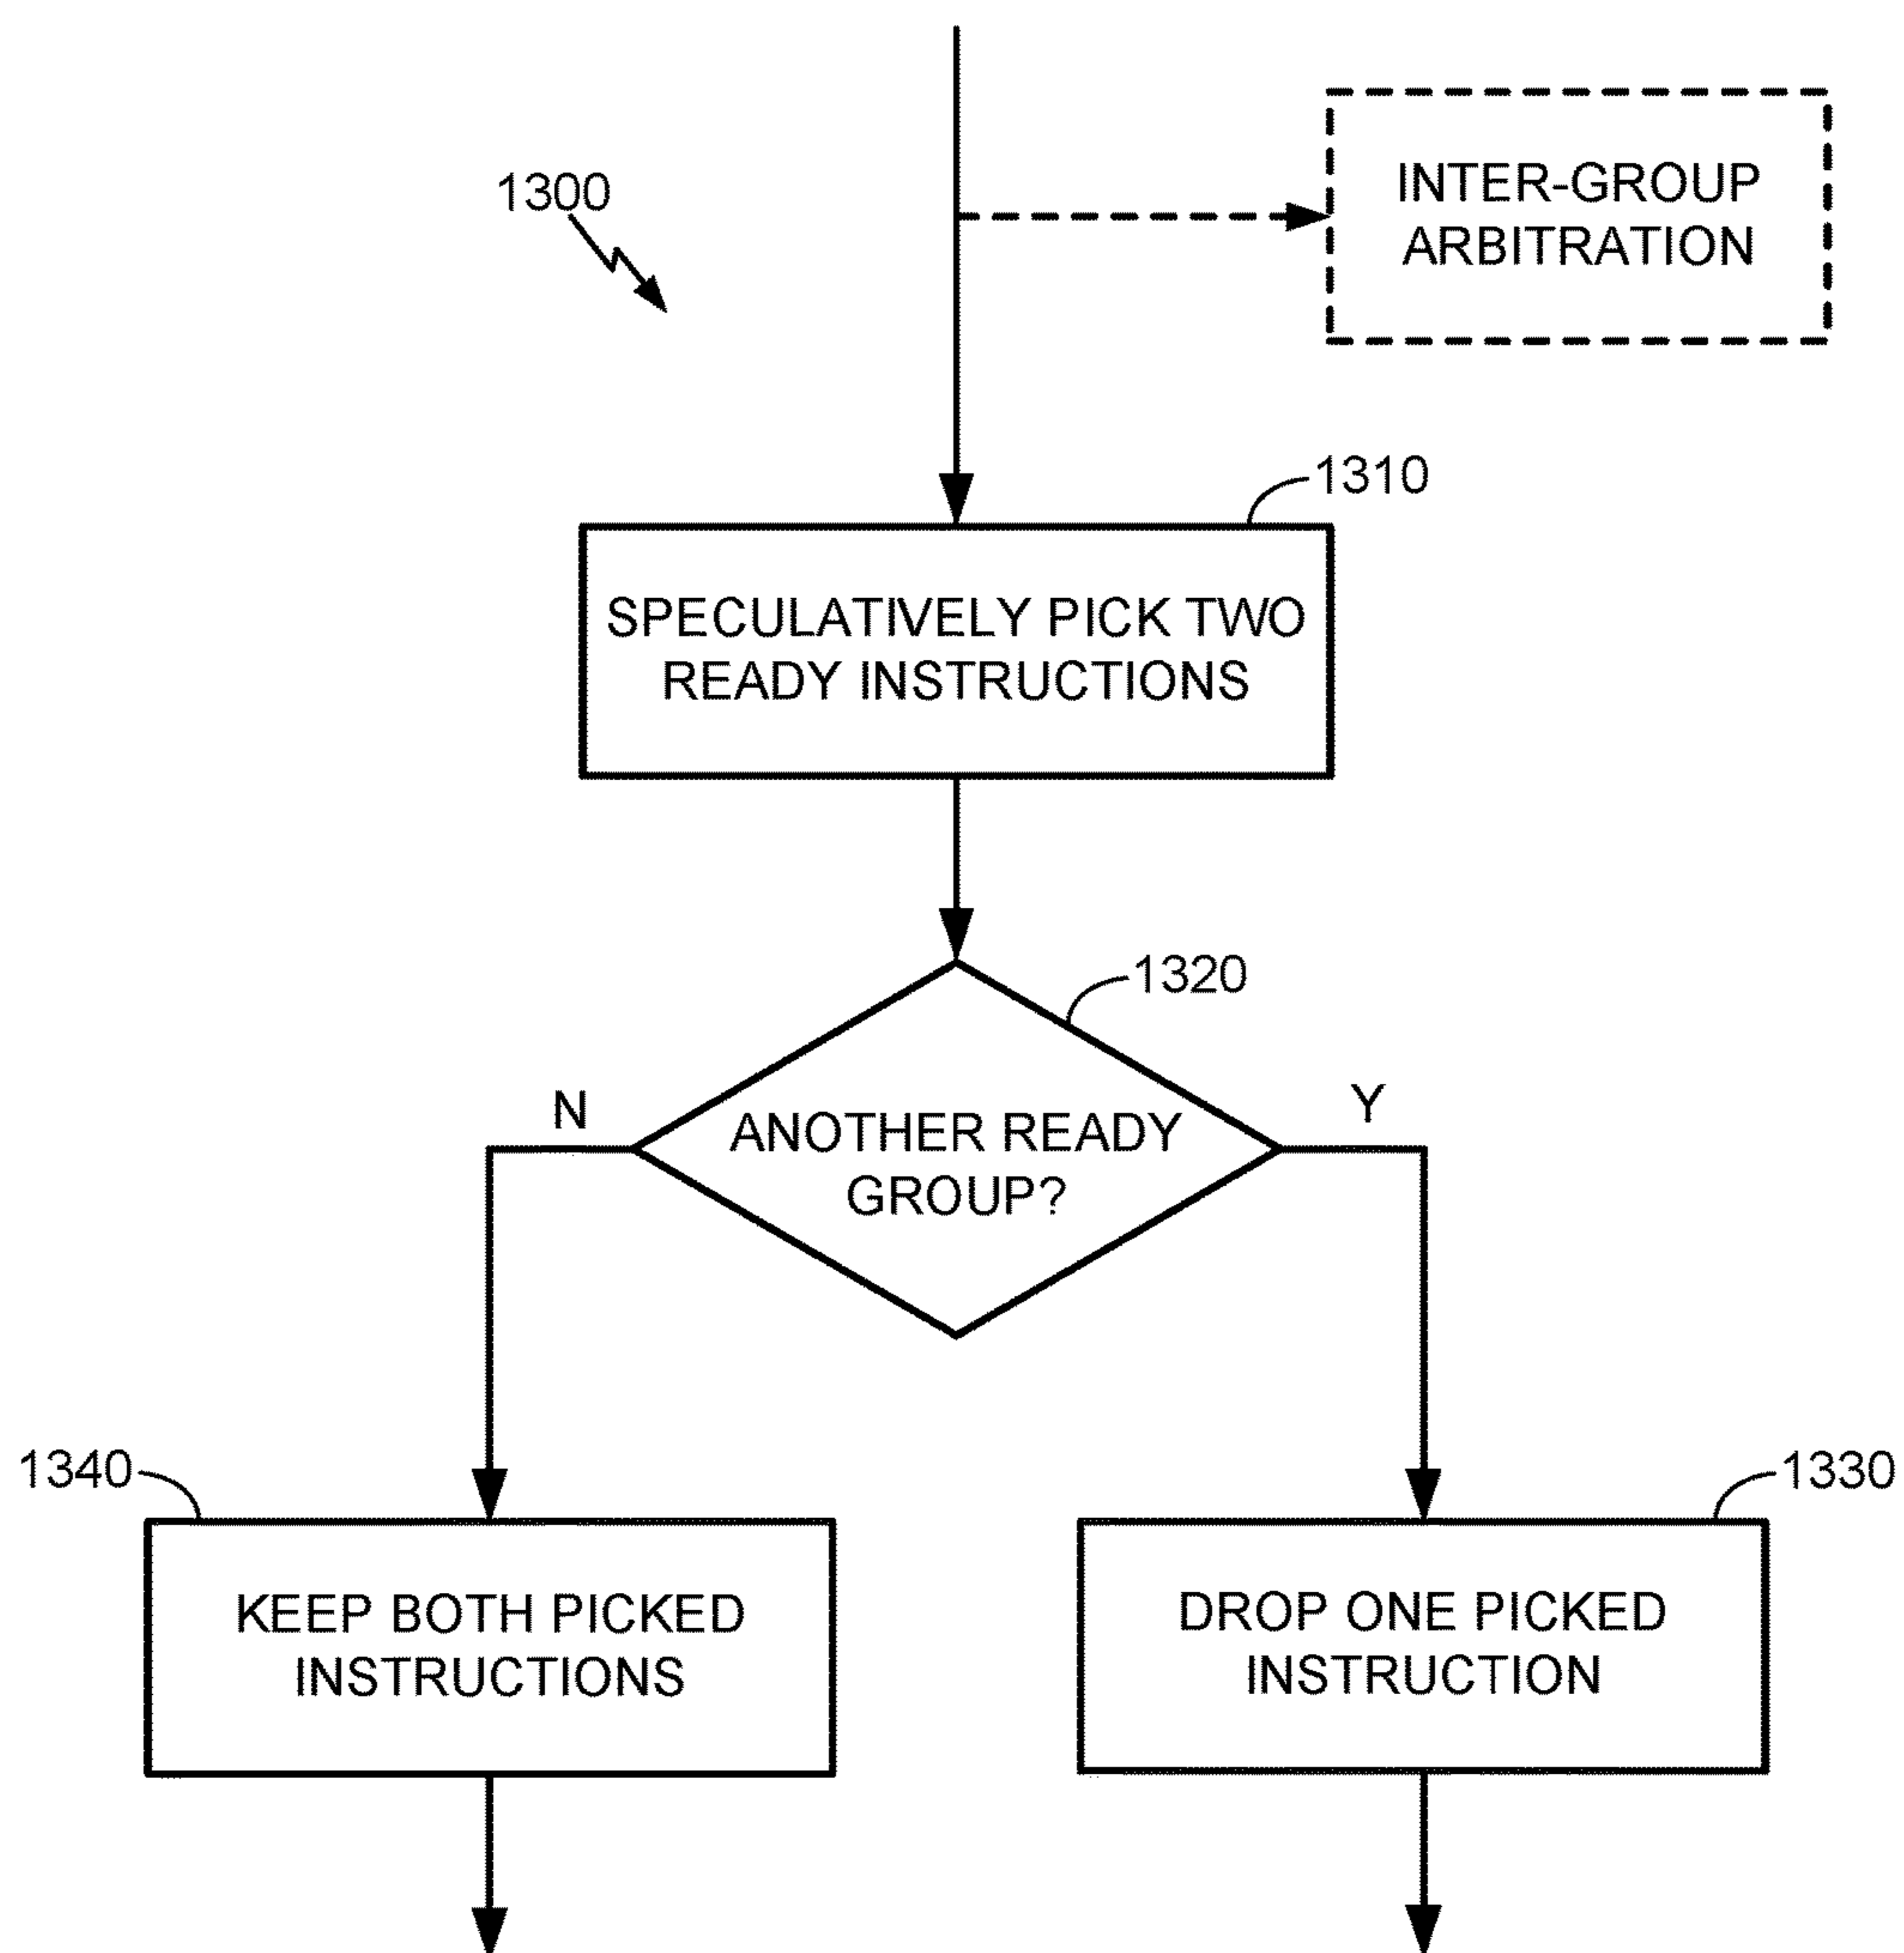 1300
INTER-GROUP
ARBITRATION
1310
SPECULATIVELY PICK TWO
READY INSTRUCTIONS
1320
N
Y
ANOTHER READY
GROUP?
1340
1330
KEEP BOTH PICKED
INSTRUCTIONS
DROP ONE PICKED
INSTRUCTION